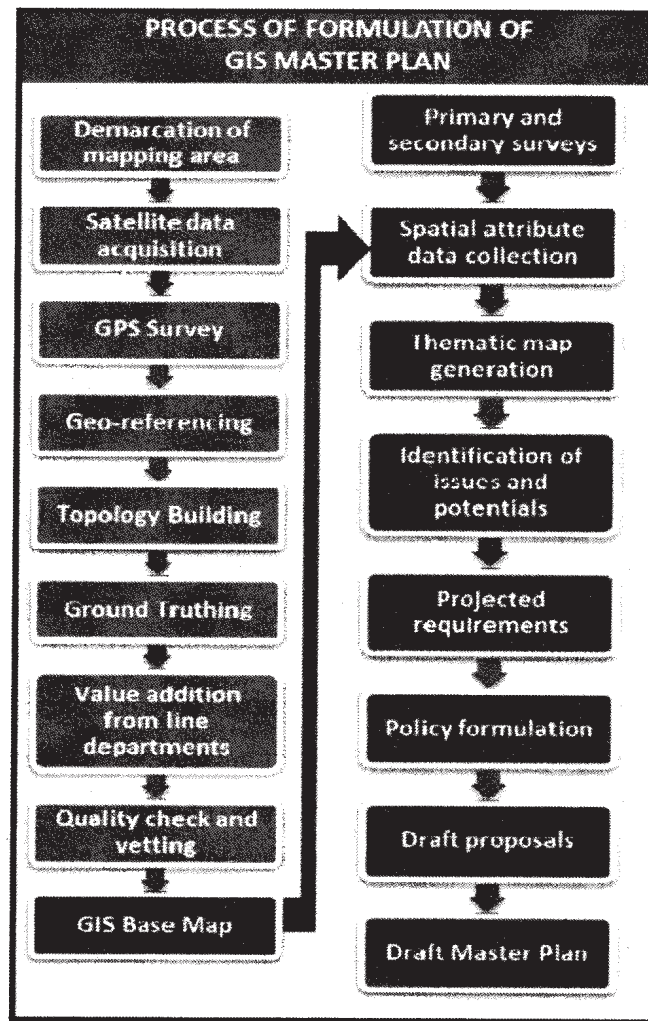 PROCESS OF FORMULATION OF
GIS MASTER PLAN
Demarcation of
mapping area
Satellite data
acquisition
GPS Survey
Geo-referencing
Topology Building
Ground Truthing
Value addition
from line
departments
Quality check and
vetting
GIS Base Map
Primary and
secondary surveys
Spatial attribute
data collection
Thematic map
generation
Identification of
issues and
potentials
Projected
requirements
Policy formulation
Draft proposals
Draft Master Plan